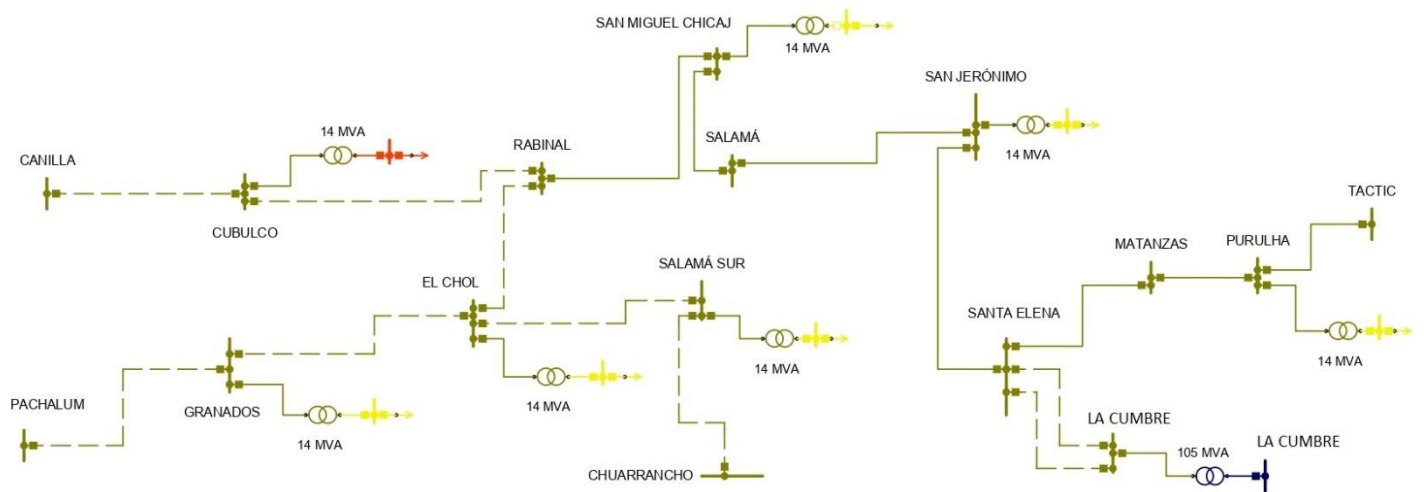 SAN MIGUEL CHICAJ
14 MVA
SAN JERÓNIMO
14 MVA
CANILLA
RABINAL
SALAMÁ
14 MVA
CUBULCO
TACTIC
MATANZAS
PURULHA
SALAMÁ SUR
EL CHOL
SANTA ELENA
14 MVA
14 MVA
14 MVA
PACHALUM
GRANADOS
14 MVA
LA CUMBRE
LA CUMBRE
105 MVA
CHUARRANCHO